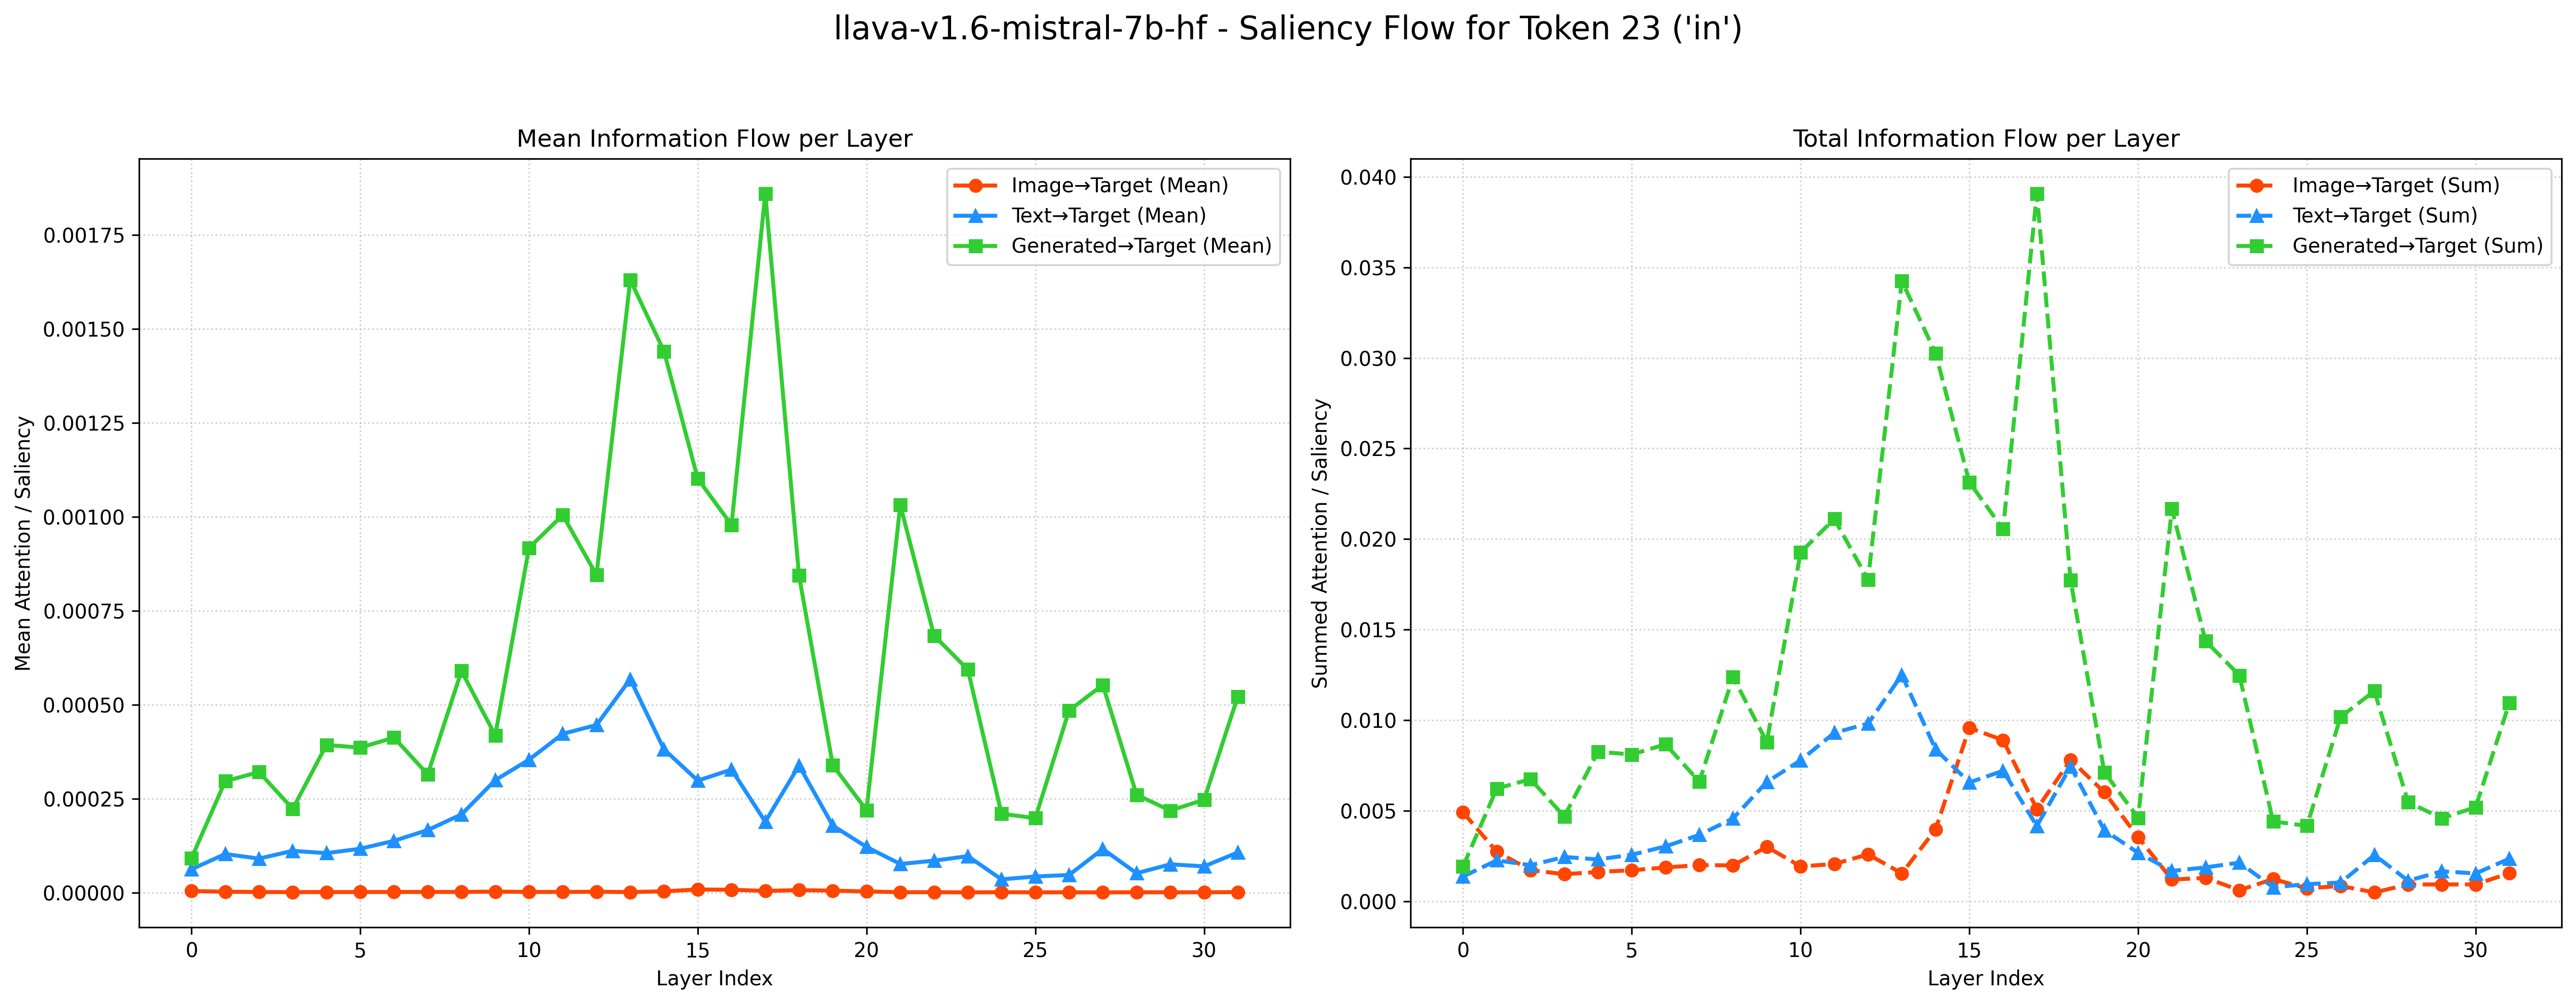 llava-v1.6-mistral-7b-hf - Saliency Flow for Token 23 ('in')
Mean Information Flow per Layer
Image→Target (Mean)
Text→Target (Mean)
Generated→Target (Mean)
Mean Attention / Saliency
0.00175
0.00150
0.00125
0.00100
0.00075
0.00050
0.00025
0.00000
0 5 10 15 20 25 30
Layer Index
Total Information Flow per Layer
Image→Target (Sum)
Text→Target (Sum)
Generated→Target (Sum)
Summed Attention / Saliency
0.040
0.035
0.030
0.025
0.020
0.015
0.010
0.005
0.000
0 5 10 15 20 25 30
Layer Index